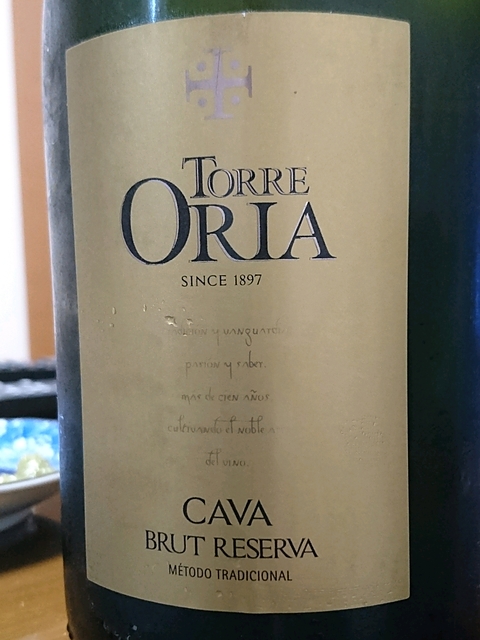 TORRE
ORIA
SINCE 1897
y vanguardia
pasión y saber,
más de cien años
cultivando el noble
del vino.
CAVA
BRUT RESERVA
MÉTODO TRADICIONAL